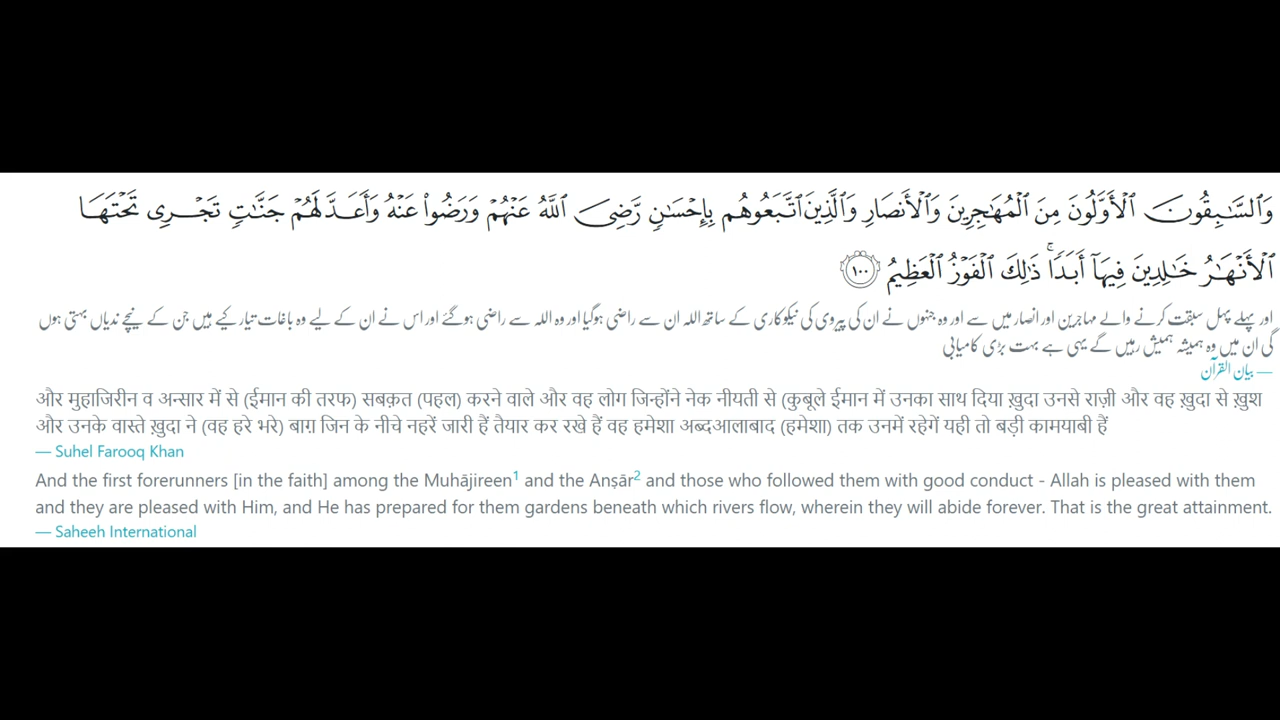 وَٱلسَّـٰبِقُونَ ٱلْأَوَّلُونَ مِنَ ٱلْمُهَـٰجِرِينَ وَٱلْأَنصَارِ وَٱلَّذِينَ ٱتَّبَعُوهُم بِإِحْسَـٰنٍ رَّضِىَ ٱللَّهُ عَنْهُمْ وَرَضُوا۟ عَنْهُ وَأَعَدَّ لَهُمْ جَنَّـٰتٍ تَجْرِى تَحْتَهَا
ٱلْأَنْهَـٰرُ خَـٰلِدِينَ فِيهَآ أَبَدًا ۚ ذَٰلِكَ ٱلْفَوْزُ ٱلْعَظِيمُ ١٠٠
اور پہلے پہل سبقت کرنے والے مہاجرین اور انصار میں سے اور وہ جنہوں نے ان کی پیروی کی نیکوکاری کے ساتھ اللہ ان سے راضی ہوگیا اور وہ اللہ سے راضی ہوگئے اور اس نے ان کے لیے وہ باغات تیار کیے ہیں جن کے نیچے ندیاں بہتی ہوں
گی ان میں وہ ہمیشہ ہمیش رہیں گے یہی ہے بہت بڑی کامیابی
— بیان القرآن
और मुहाजिरीन व अन्सार में से (ईमान की तरफ) सबक़त (पहल) करने वाले और वह लोग जिन्होंने नेक नीयती से (कुबूले ईमान में उनका साथ दिया ख़ुदा उनसे राज़ी और वह ख़ुदा से ख़ुश
और उनके वास्ते ख़ुदा ने (वह हरे भरे) बाग़ जिन के नीचे नहरें जारी हैं तैयार कर रखे हैं वह हमेशा अब्दआलाबाद (हमेशा) तक उनमें रहेगें यही तो बड़ी कामयाबी हैं
— Suhel Farooq Khan
And the first forerunners [in the faith] among the Muhājireen1 and the Anṣār2 and those who followed them with good conduct - Allah is pleased with them
and they are pleased with Him, and He has prepared for them gardens beneath which rivers flow, wherein they will abide forever. That is the great attainment.
— Saheeh International